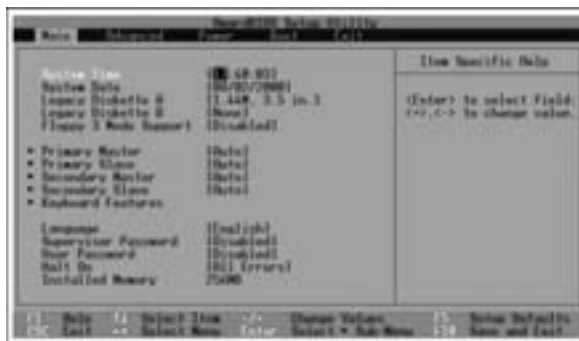 BIOS Setup Utility
Main Advanced Power Boot Exit
System Time
System Date [06/02/2000]
Legacy Diskette A [1.44M, 3.5 in.]
Legacy Diskette B [None]
Floppy 3 Mode Support [Disabled]
Primary Master [Auto]
Primary Slave [Auto]
Secondary Master [Auto]
Secondary Slave [Auto]
Keyboard Features
Language [English]
Supervisor Password [Disabled]
User Password [Disabled]
Halt On [All Errors]
Installed Memory 256MB
Item Specific Help
<Enter> to select field;
<+>,<-> to change value.
F1 Help ↑↓ Select Item -/+ Change Values F5 Setup Defaults
ESC Exit ←→ Select Menu Enter Select ▶ Sub-Menu F10 Save and Exit